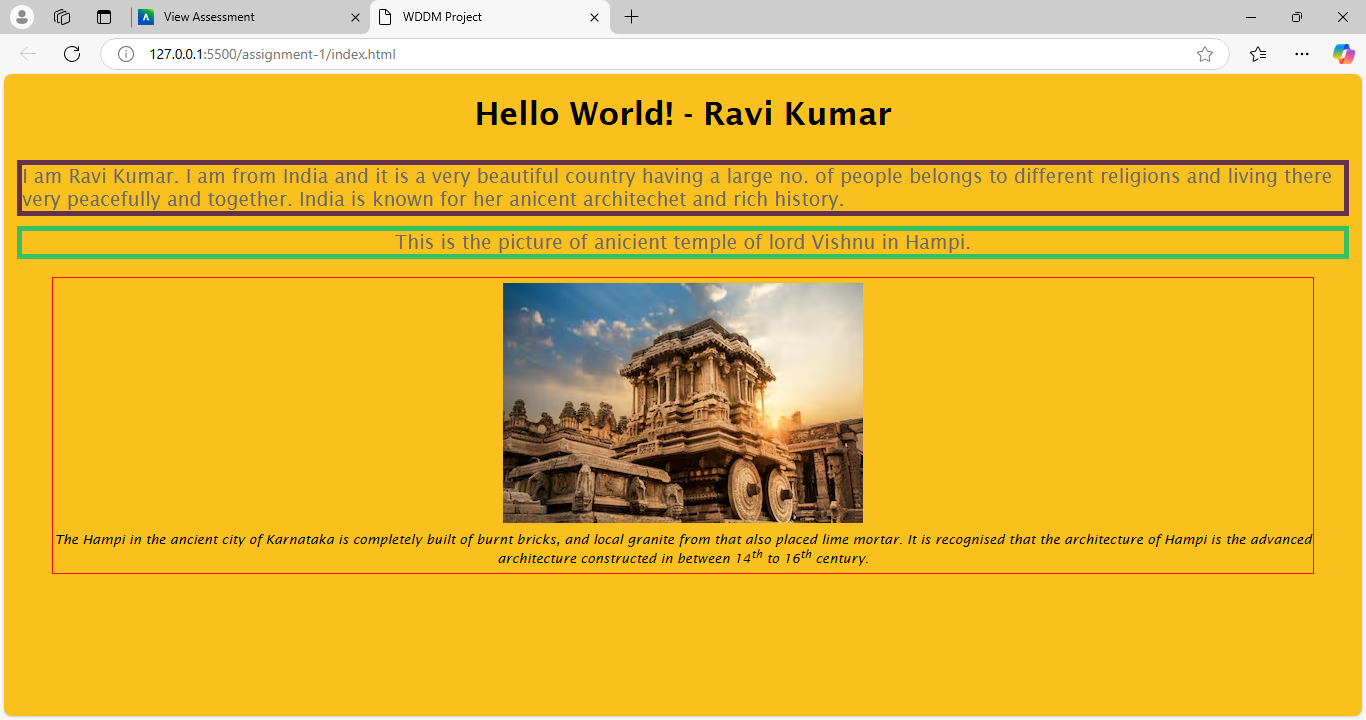 View Assessment
WDDM Project
127.0.0.1:5500/assignment-1/index.html
Hello World! - Ravi Kumar
I am Ravi Kumar. I am from India and it is a very beautiful country having a large no. of people belongs to different religions and living there
very peacefully and together. India is known for her anicent architechet and rich history.
This is the picture of anicient temple of lord Vishnu in Hampi.
The Hampi in the ancient city of Karnataka is completely built of burnt bricks, and local granite from that also placed lime mortar. It is recognised that the architecture of Hampi is the advanced
architecture constructed in between 14th to 16th century.